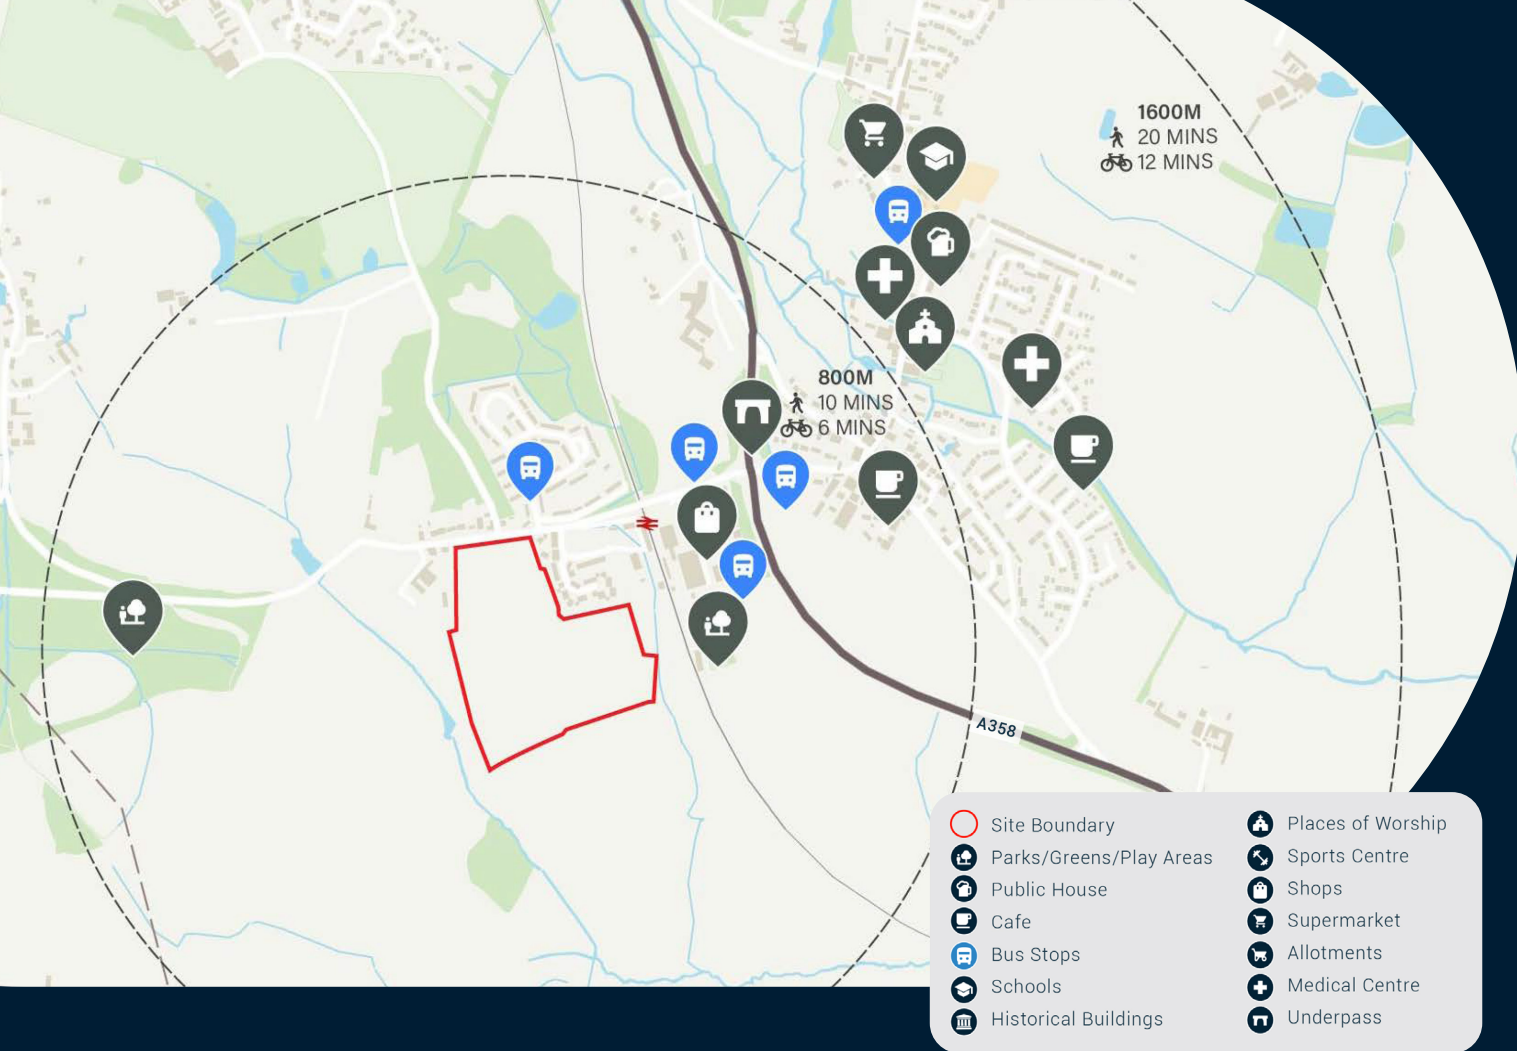 1600M
20 MINS
12 MINS
800M
10 MINS
6 MINS
A358
Site Boundary
Parks/Greens/Play Areas
Public House
Cafe
Bus Stops
Schools
Historical Buildings
Places of Worship
Sports Centre
Shops
Supermarket
Allotments
Medical Centre
Underpass